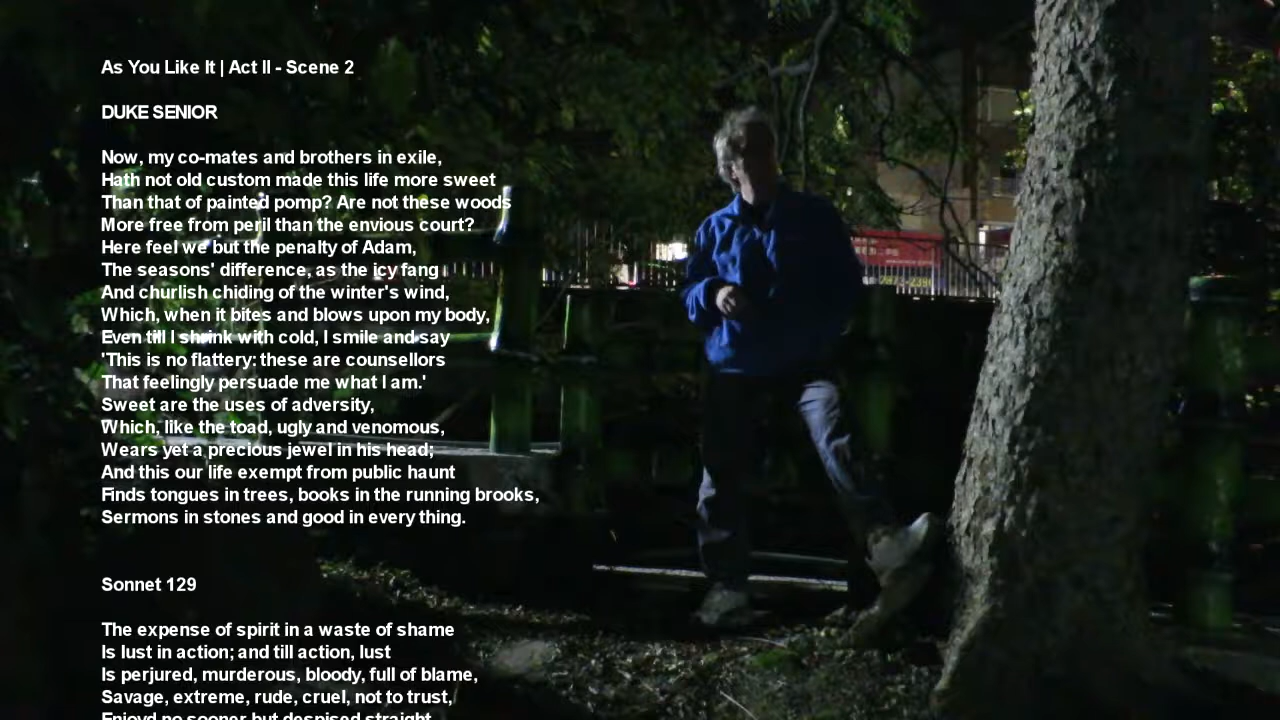 As You Like It | Act II - Scene 2
DUKE SENIOR
Now, my co-mates and brothers in exile,
Hath not old custom made this life more sweet
Than that of painted pomp? Are not these woods
More free from peril than the envious court?
Here feel we but the penalty of Adam,
The seasons' difference, as the icy fang
And churlish chiding of the winter's wind,
Which, when it bites and blows upon my body,
Even till I shrink with cold, I smile and say
'This is no flattery: these are counsellors
That feelingly persuade me what I am.'
Sweet are the uses of adversity,
Which, like the toad, ugly and venomous,
Wears yet a precious jewel in his head;
And this our life exempt from public haunt
Finds tongues in trees, books in the running brooks,
Sermons in stones and good in every thing.
Sonnet 129
The expense of spirit in a waste of shame
Is lust in action; and till action, lust
Is perjured, murderous, bloody, full of blame,
Savage, extreme, rude, cruel, not to trust,
Enjoyd no sooner but despised straight